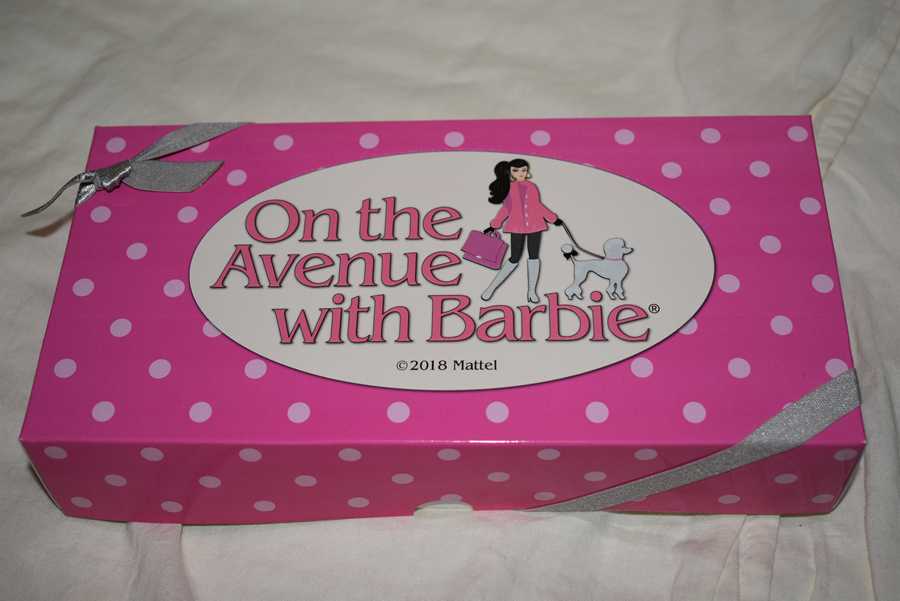 On the
Avenue
with Barbie®
©2018 Mattel